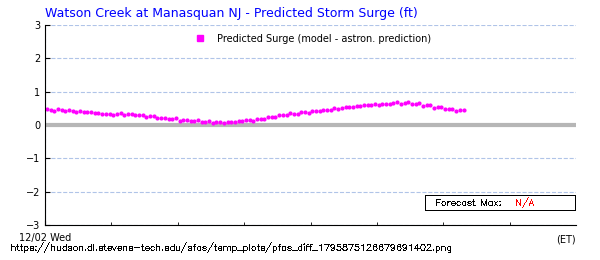 Watson Creek at Manasquan NJ - Predicted Storm Surge (ft)
3
Predicted Surge (model - astron. prediction)
2
1
0
−1
−2
Forecast Max: N/A
−3
12/02 Wed
(ET)
https://hudson.dl.stevens-tech.edu/sfas/temp_plots/pfas_diff_1795875126679691402.png